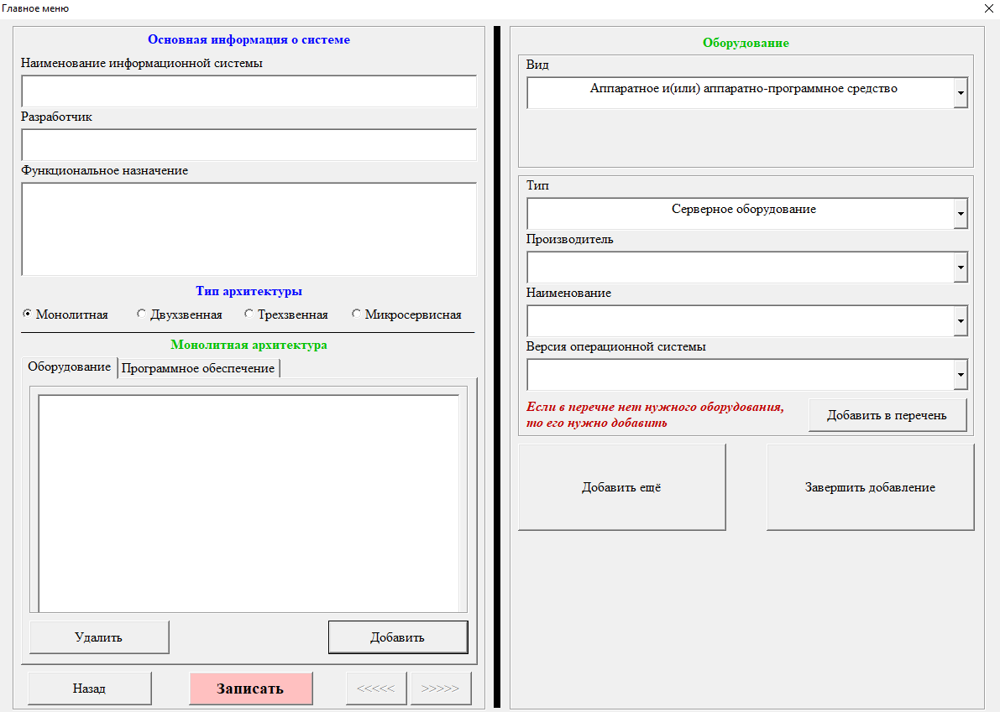 Главное меню
Основная информация о системе
Наименование информационной системы
Разработчик
Функциональное назначение
Тип архитектуры
Монолитная Двухзвенная Трехзвенная Микросервисная
Монолитная архитектура
Оборудование Программное обеспечение
Удалить Добавить
Назад Записать <<<<< >>>>>
Оборудование
Вид
Аппаратное и(или) аппаратно-программное средство
Тип
Серверное оборудование
Производитель
Наименование
Версия операционной системы
Если в перечне нет нужного оборудования,
то его нужно добавить
Добавить в перечень
Добавить ещё Завершить добавление